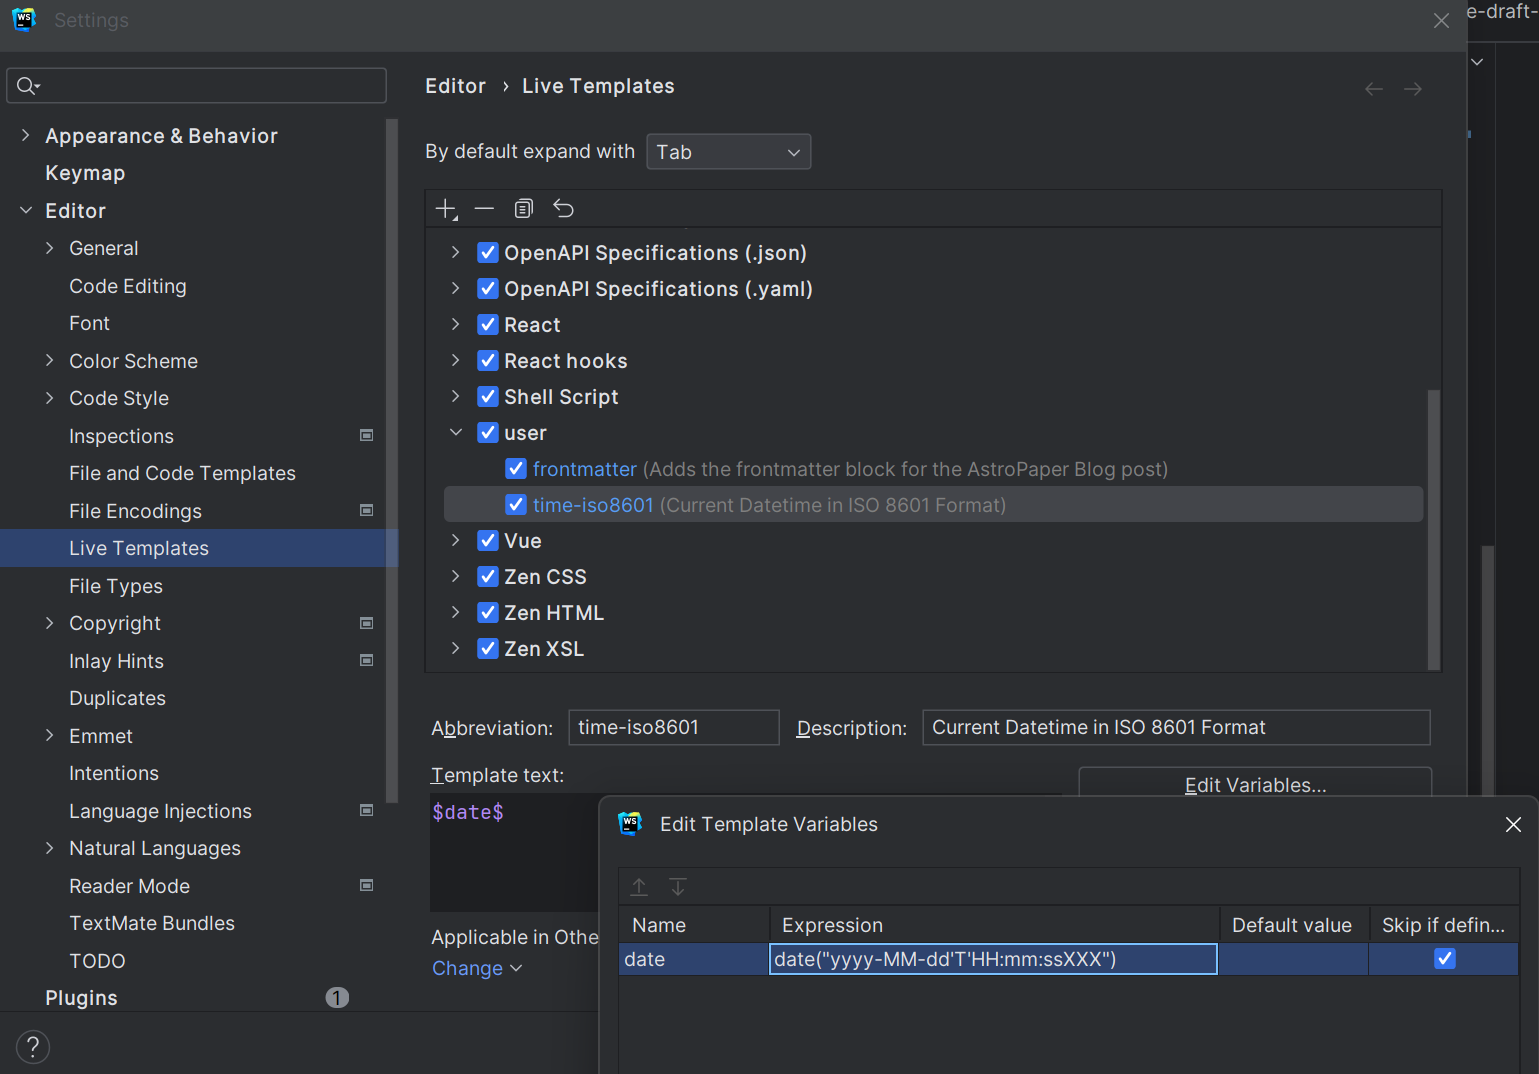 WS
Settings
e-draft-
Editor › Live Templates
By default expand with Tab
Appearance & Behavior
Keymap
Editor
General
Code Editing
Font
Color Scheme
Code Style
Inspections
File and Code Templates
File Encodings
Live Templates
File Types
Copyright
Inlay Hints
Duplicates
Emmet
Intentions
Language Injections
Natural Languages
Reader Mode
TextMate Bundles
TODO
Plugins 1
?
OpenAPI Specifications (.json)
OpenAPI Specifications (.yaml)
React
React hooks
Shell Script
user
frontmatter (Adds the frontmatter block for the AstroPaper Blog post)
time-iso8601 (Current Datetime in ISO 8601 Format)
Vue
Zen CSS
Zen HTML
Zen XSL
Abbreviation: time-iso8601 Description: Current Datetime in ISO 8601 Format
Template text:
Edit Variables...
$date$
Applicable in Othe
Change
WS
Edit Template Variables
Name Expression Default value Skip if defin...
date date("yyyy-MM-dd'T'HH:mm:ssXXX")